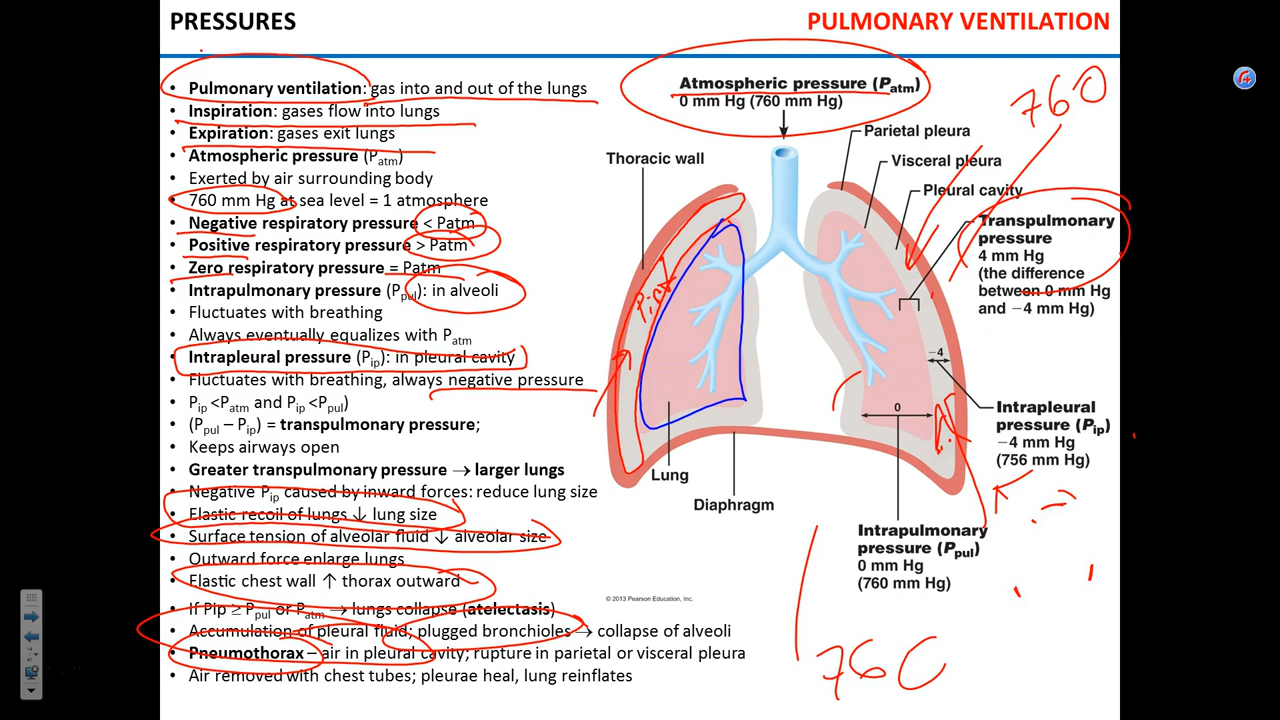 PRESSURES
PULMONARY VENTILATION
• Pulmonary ventilation: gas into and out of the lungs
• Inspiration: gases flow into lungs
• Expiration: gases exit lungs
• Atmospheric pressure (Patm)
• Exerted by air surrounding body
• 760 mm Hg at sea level = 1 atmosphere
• Negative respiratory pressure < Patm
• Positive respiratory pressure > Patm
• Zero respiratory pressure = Patm
• Intrapulmonary pressure (Ppul): in alveoli
• Fluctuates with breathing
• Always eventually equalizes with Patm
• Intrapleural pressure (Pip): in pleural cavity
• Fluctuates with breathing, always negative pressure
• Pip <Patm and Pip <Ppul)
• (Ppul – Pip) = transpulmonary pressure;
• Keeps airways open
• Greater transpulmonary pressure → larger lungs
• Negative Pip caused by inward forces: reduce lung size
• Elastic recoil of lungs ↓ lung size
• Surface tension of alveolar fluid ↓ alveolar size
• Outward force enlarge lungs
• Elastic chest wall ↑ thorax outward
• If PIp ≥ Ppul or Patm → lungs collapse (atelectasis)
• Accumulation of pleural fluid; plugged bronchioles → collapse of alveoli
• Pneumothorax – air in pleural cavity; rupture in parietal or visceral pleura
• Air removed with chest tubes; pleurae heal, lung reinflates
Atmospheric pressure (Patm)
0 mm Hg (760 mm Hg)
760
Parietal pleura
Thoracic wall
Visceral pleura
Pleural cavity
Transpulmonary
pressure
4 mm Hg
(the difference
between 0 mm Hg
and −4 mm Hg)
Pip
−4
0
Intrapleural
pressure (Pip)
−4 mm Hg
(756 mm Hg)
Lung
Diaphragm
Intrapulmonary
pressure (Ppul)
0 mm Hg
(760 mm Hg)
© 2013 Pearson Education, Inc.
760